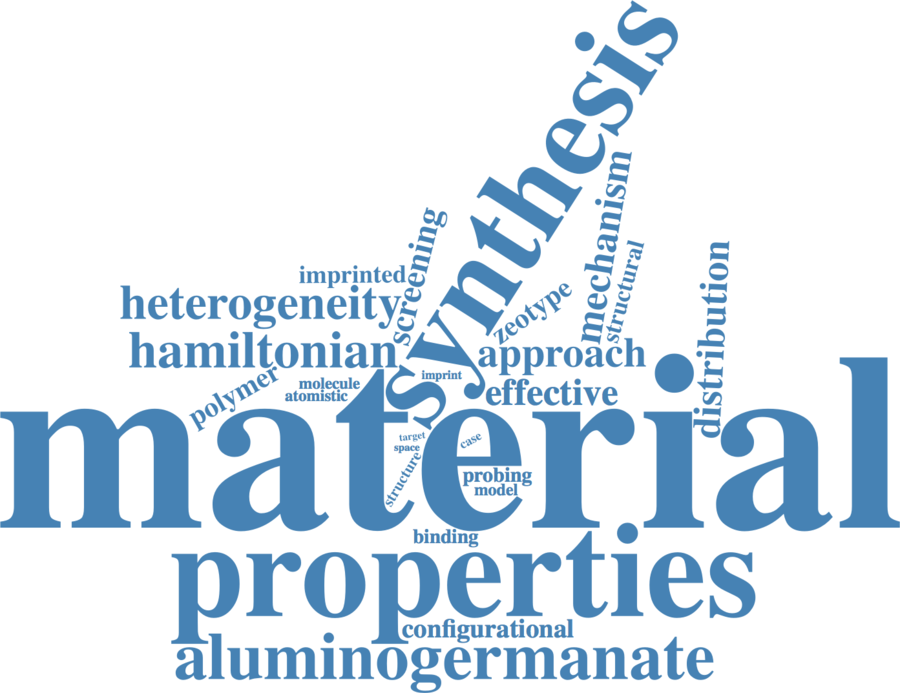 synthesis
mechanism
structural
screening
imprinted
heterogeneity
zeotype
distribution
hamiltonian
approach
polymer
molecule
atomistic
imprint
effective
material
target
space
case
structure
probing
model
binding
properties
configurational
aluminogermanate